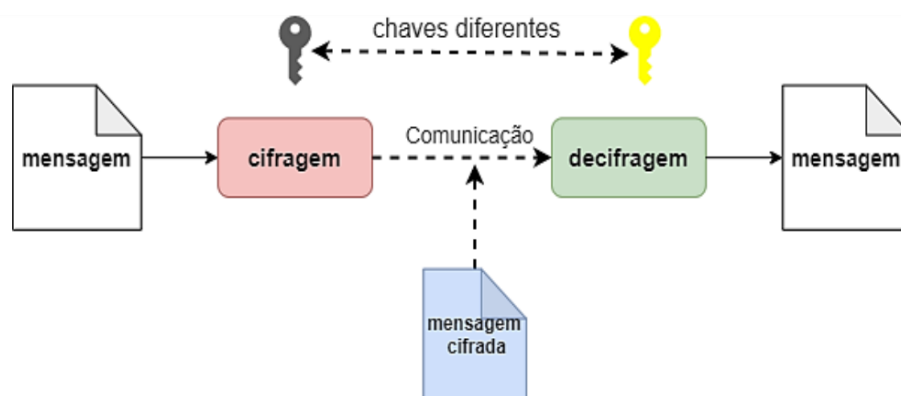 chaves diferentes
mensagem
cifragem
Comunicação
decifragem
mensagem
mensagem
cifrada